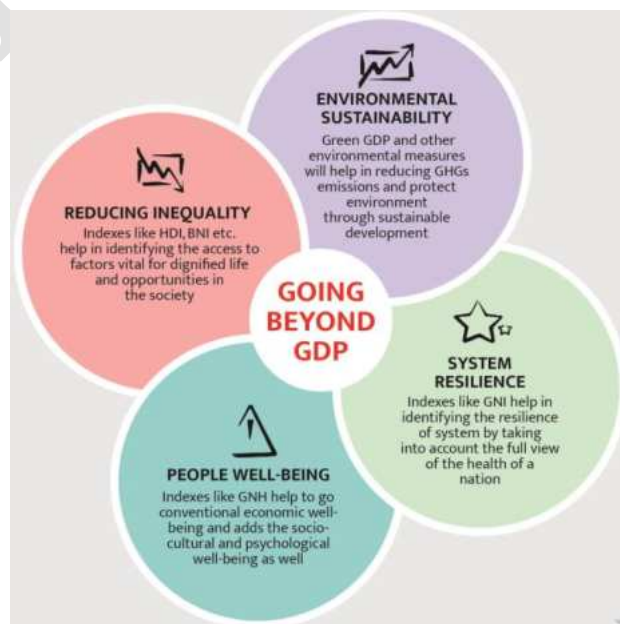 ENVIRONMENTAL
SUSTAINABILITY
Green GDP and other
environmental measures
will help in reducing GHGs
emissions and protect
environment
through sustainable
development
REDUCING INEQUALITY
Indexes like HDI, BNI etc.
help in identifying the access to
factors vital for dignified life
and opportunities in
the society
GOING
BEYOND
GDP
SYSTEM
RESILIENCE
Indexes like GNI help in
identifying the resilience
of system by taking
into account the full view
of the health of a
nation
PEOPLE WELL-BEING
Indexes like GNH help to go
conventional economic well-
being and adds the socio-
cultural and psychological
well-being as well